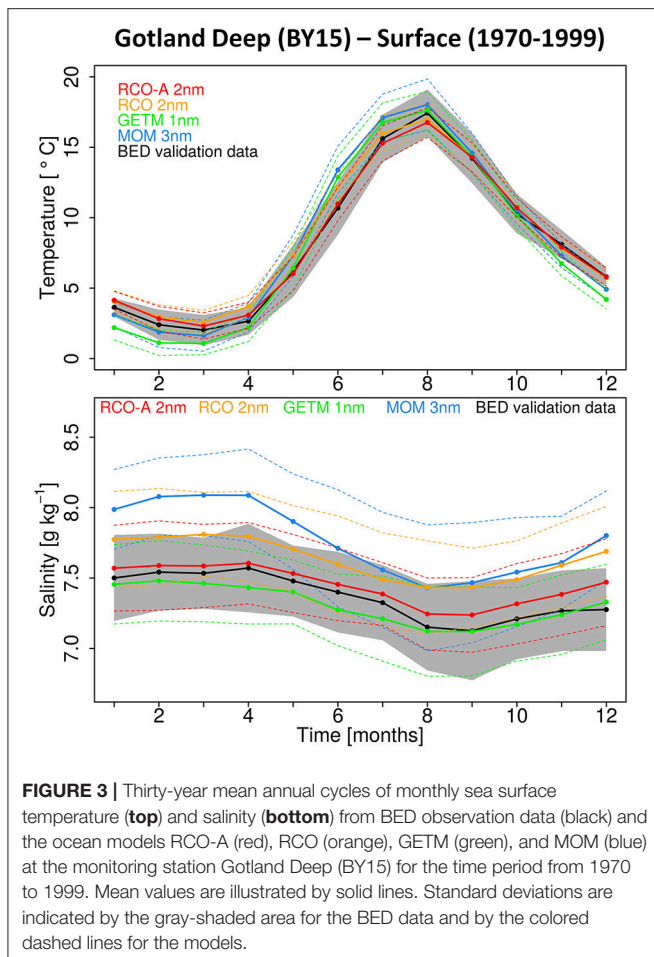 Gotland Deep (BY15) – Surface (1970-1999)
Temperature [ ° C]
20
15
10
5
0
RCO-A 2nm
RCO 2nm
GETM 1nm
MOM 3nm
BED validation data
2 4 6 8 10 12
Salinity [g kg⁻¹]
8.5
8.0
7.5
7.0
RCO-A 2nm RCO 2nm GETM 1nm MOM 3nm BED validation data
2 4 6 8 10 12
Time [months]
FIGURE 3 | Thirty-year mean annual cycles of monthly sea surface
temperature (top) and salinity (bottom) from BED observation data (black) and
the ocean models RCO-A (red), RCO (orange), GETM (green), and MOM (blue)
at the monitoring station Gotland Deep (BY15) for the time period from 1970
to 1999. Mean values are illustrated by solid lines. Standard deviations are
indicated by the gray-shaded area for the BED data and by the colored
dashed lines for the models.